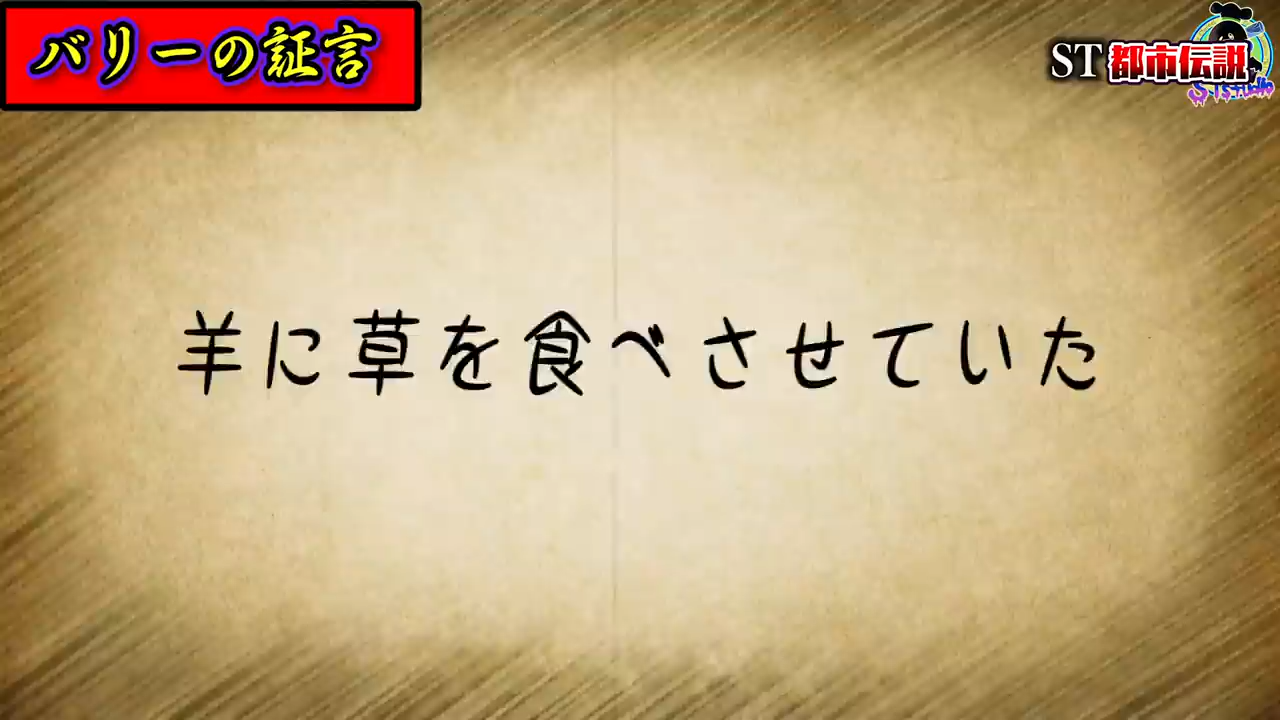 バリーの証言
ST都市伝説
羊に草を食べさせていた